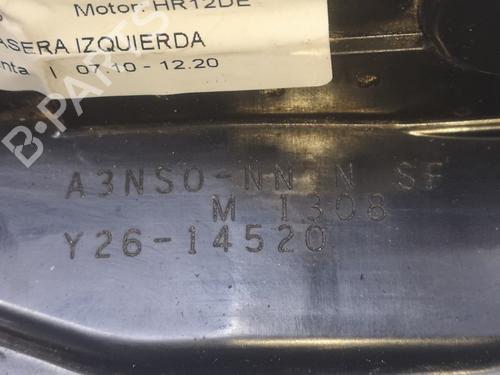 Motor: HR12DE
ASERA IZQUIERDA
nta | 07.10 - 12.20
B-PARTS
A3NS0-NN N SF
M 1308
Y26-14520